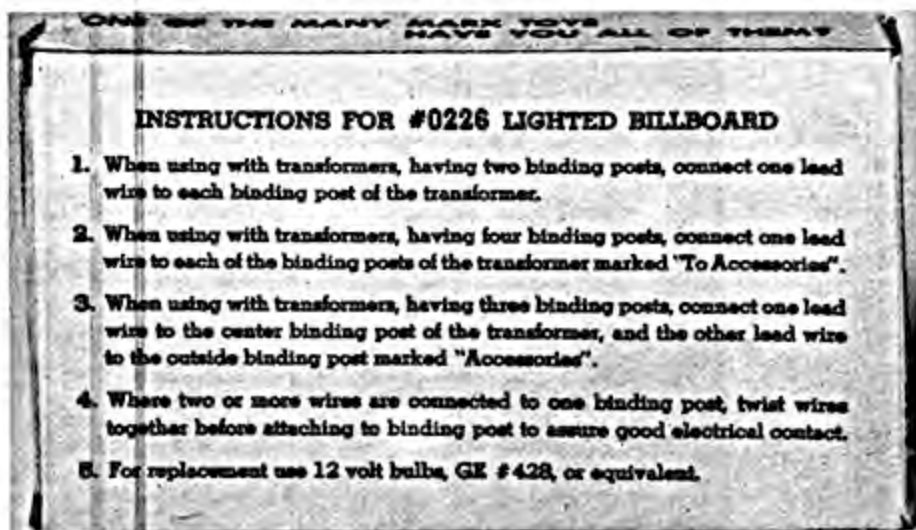 ONE OF THE MANY MARX TOYS
HAVE YOU ALL OF THEM?
INSTRUCTIONS FOR #0226 LIGHTED BILLBOARD
1. When using with transformers, having two binding posts, connect one lead
wire to each binding post of the transformer.
2. When using with transformers, having four binding posts, connect one lead
wire to each of the binding posts of the transformer marked "To Accessories".
3. When using with transformers, having three binding posts, connect one lead
wire to the center binding post of the transformer, and the other lead wire
to the outside binding post marked "Accessories".
4. Where two or more wires are connected to one binding post, twist wires
together before attaching to binding post to assure good electrical contact.
5. For replacement use 12 volt bulbs, GE #428, or equivalent.